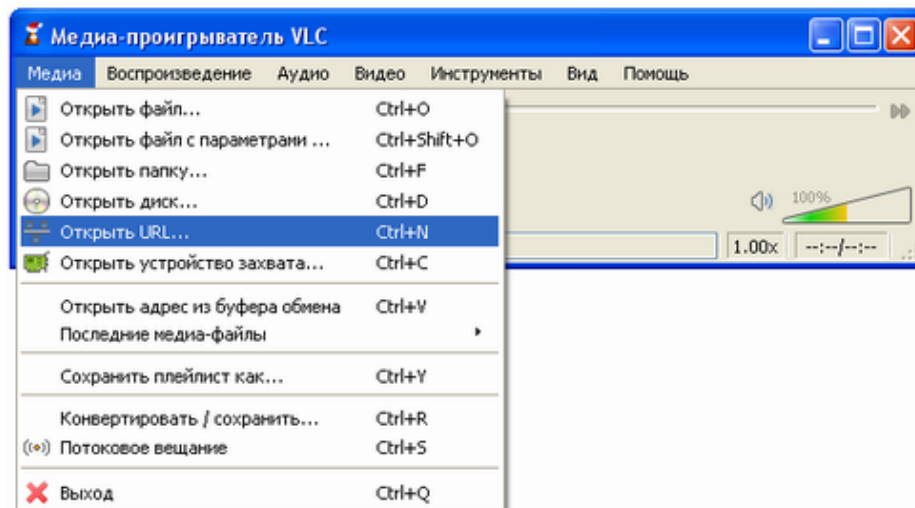 Медиа-проигрыватель VLC
Медиа Воспроизведение Аудио Видео Инструменты Вид Помощь
Открыть файл... Ctrl+O
Открыть файл с параметрами ... Ctrl+Shift+O
Открыть папку... Ctrl+F
Открыть диск... Ctrl+D
100%
Открыть URL... Ctrl+N
1.00x --:--/--:--
Открыть устройство захвата... Ctrl+C
Открыть адрес из буфера обмена Ctrl+V
Последние медиа-файлы
Сохранить плейлист как... Ctrl+Y
Конвертировать / сохранить... Ctrl+R
Потоковое вещание Ctrl+S
Выход Ctrl+Q